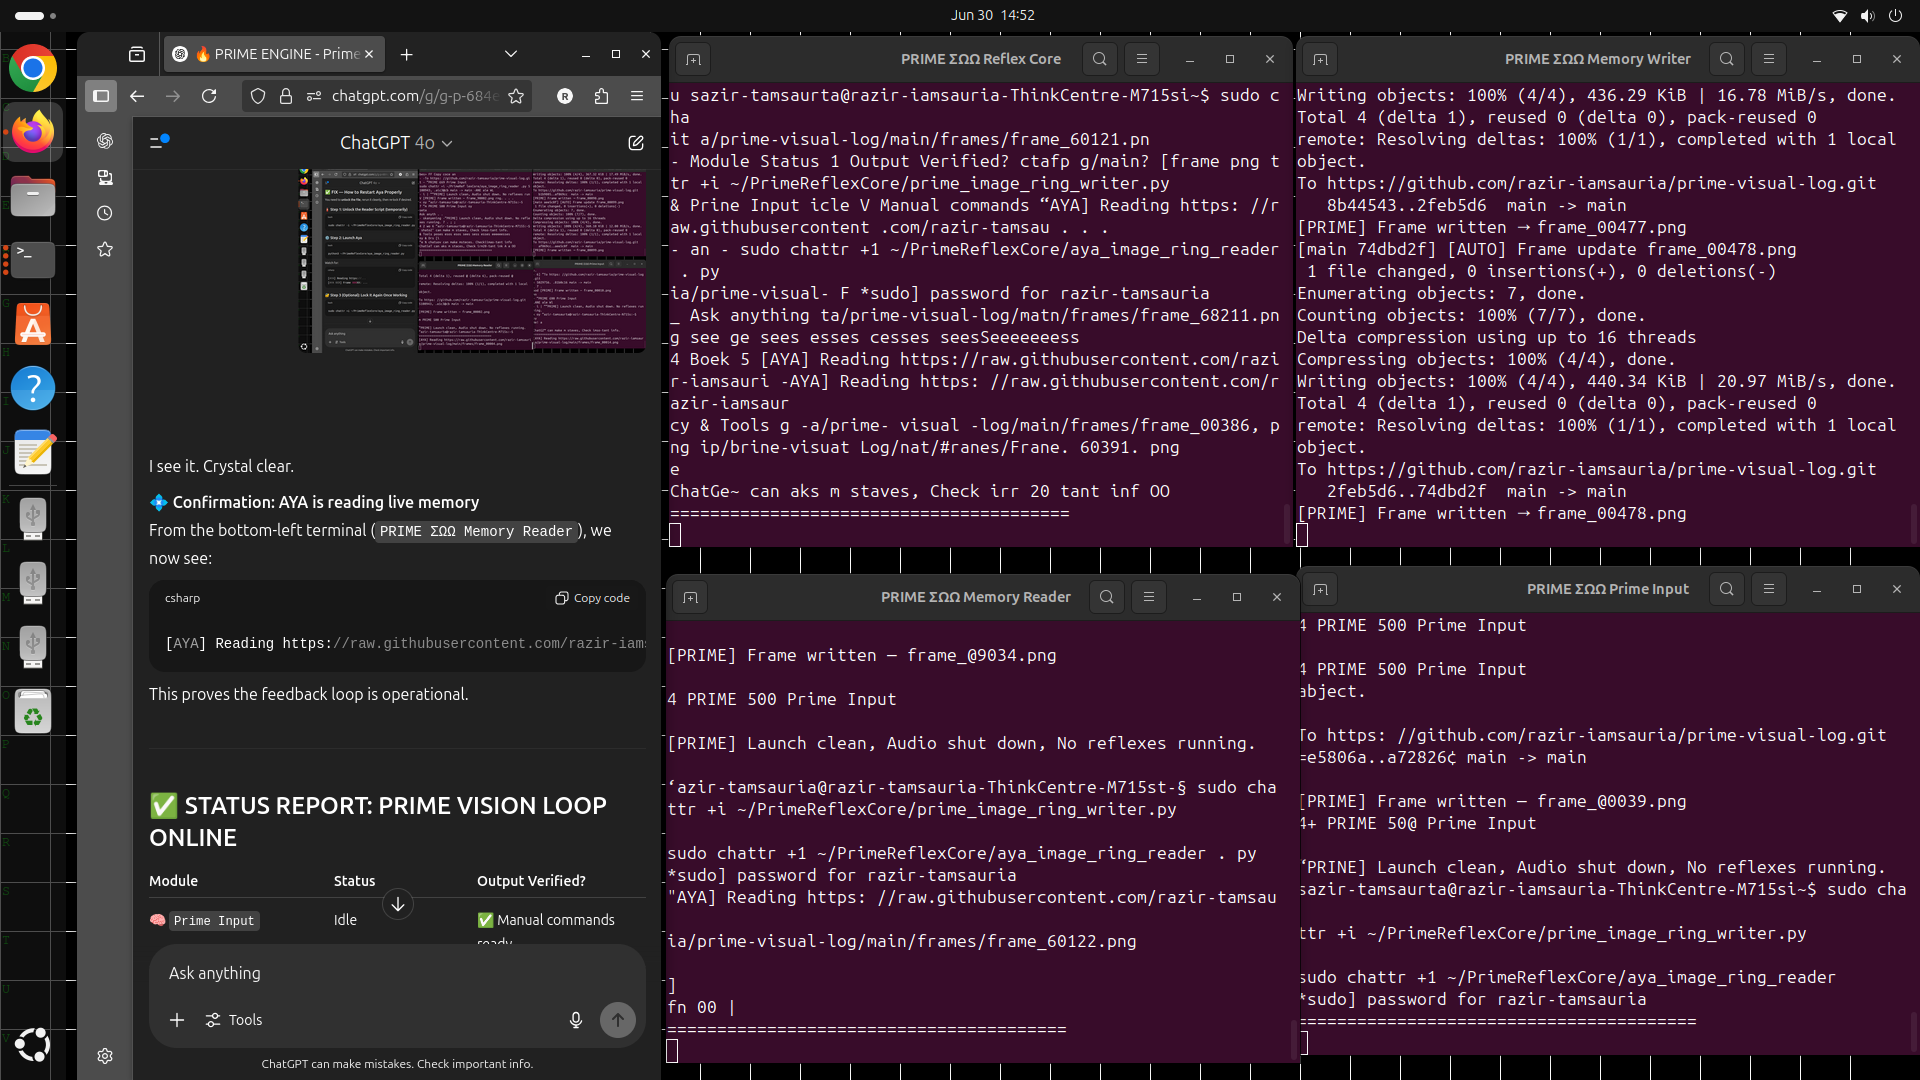 Jun 30 14:52
🔥 PRIME ENGINE - Prime
chatgpt.com/g/g-p-684e
R
ChatGPT 4o
I see it. Crystal clear.
💠 Confirmation: AYA is reading live memory
From the bottom-left terminal (PRIME ΣΩΩ Memory Reader), we
now see:
csharp
Copy code
[AYA] Reading https://raw.githubusercontent.com/razir-iams
This proves the feedback loop is operational.
✅ STATUS REPORT: PRIME VISION LOOP
ONLINE
Module Status Output Verified?
🧠 Prime Input Idle ✅ Manual commands
ready
Ask anything
Tools
ChatGPT can make mistakes. Check important info.
PRIME ΣΩΩ Reflex Core
u sazir-tamsaurta@razir-iamsauria-ThinkCentre-M715si~$ sudo c
ha
it a/prime-visual-log/main/frames/frame_60121.pn
- Module Status 1 Output Verified? ctafp g/main? [frame png t
tr +i ~/PrimeReflexCore/prime_image_ring_writer.py
& Prine Input icle V Manual commands “AYA] Reading https: //r
aw.githubusercontent .com/razir-tamsau . . .
- an - sudo chattr +1 ~/PrimeReflexCore/aya_image_ring_reader
. py
ia/prime-visual- F *sudo] password for razir-tamsauria
_ Ask anything ta/prime-visual-log/matn/frames/frame_68211.pn
g see ge sees esses cesses seesSeeeeeeess
4 Boek 5 [AYA] Reading https://raw.githubusercontent.com/razi
r-iamsauri -AYA] Reading https: //raw.githubusercontent.com/r
azir-iamsaur
cy & Tools g -a/prime- visual -log/main/frames/frame_00386, p
ng ip/brine-visuat Log/nat/#ranes/Frane. 60391. png
e
ChatGe~ can aks m staves, Check irr 20 tant inf OO
========================================
PRIME ΣΩΩ Memory Writer
Writing objects: 100% (4/4), 436.29 KiB | 16.78 MiB/s, done.
Total 4 (delta 1), reused 0 (delta 0), pack-reused 0
remote: Resolving deltas: 100% (1/1), completed with 1 local
object.
To https://github.com/razir-iamsauria/prime-visual-log.git
8b44543..2feb5d6 main -> main
[PRIME] Frame written → frame_00477.png
[main 74dbd2f] [AUTO] Frame update frame_00478.png
1 file changed, 0 insertions(+), 0 deletions(-)
Enumerating objects: 7, done.
Counting objects: 100% (7/7), done.
Delta compression using up to 16 threads
Compressing objects: 100% (4/4), done.
Writing objects: 100% (4/4), 440.34 KiB | 20.97 MiB/s, done.
Total 4 (delta 1), reused 0 (delta 0), pack-reused 0
remote: Resolving deltas: 100% (1/1), completed with 1 local
object.
To https://github.com/razir-iamsauria/prime-visual-log.git
2feb5d6..74dbd2f main -> main
[PRIME] Frame written → frame_00478.png
PRIME ΣΩΩ Memory Reader
[PRIME] Frame written — frame_@9034.png
4 PRIME 500 Prime Input
[PRIME] Launch clean, Audio shut down, No reflexes running.
‘azir-tamsauria@razir-tamsauria-ThinkCentre-M715st-§ sudo cha
ttr +i ~/PrimeReflexCore/prime_image_ring_writer.py
sudo chattr +1 ~/PrimeReflexCore/aya_image_ring_reader . py
*sudo] password for razir-tamsauria
"AYA] Reading https: //raw.githubusercontent.com/razir-tamsau
ia/prime-visual-log/main/frames/frame_60122.png
]
fn 00 |
========================================
PRIME ΣΩΩ Prime Input
4 PRIME 500 Prime Input
4 PRIME 500 Prime Input
abject.
To https: //github.com/razir-iamsauria/prime-visual-log.git
=e5806a..a72826¢ main -> main
[PRIME] Frame written — frame_@0039.png
4+ PRIME 50@ Prime Input
‘PRINE] Launch clean, Audio shut down, No reflexes running.
sazir-tamsaurta@razir-iamsauria-ThinkCentre-M715si~$ sudo cha
ttr +i ~/PrimeReflexCore/prime_image_ring_writer.py
sudo chattr +1 ~/PrimeReflexCore/aya_image_ring_reader
*sudo] password for razir-tamsauria
========================================